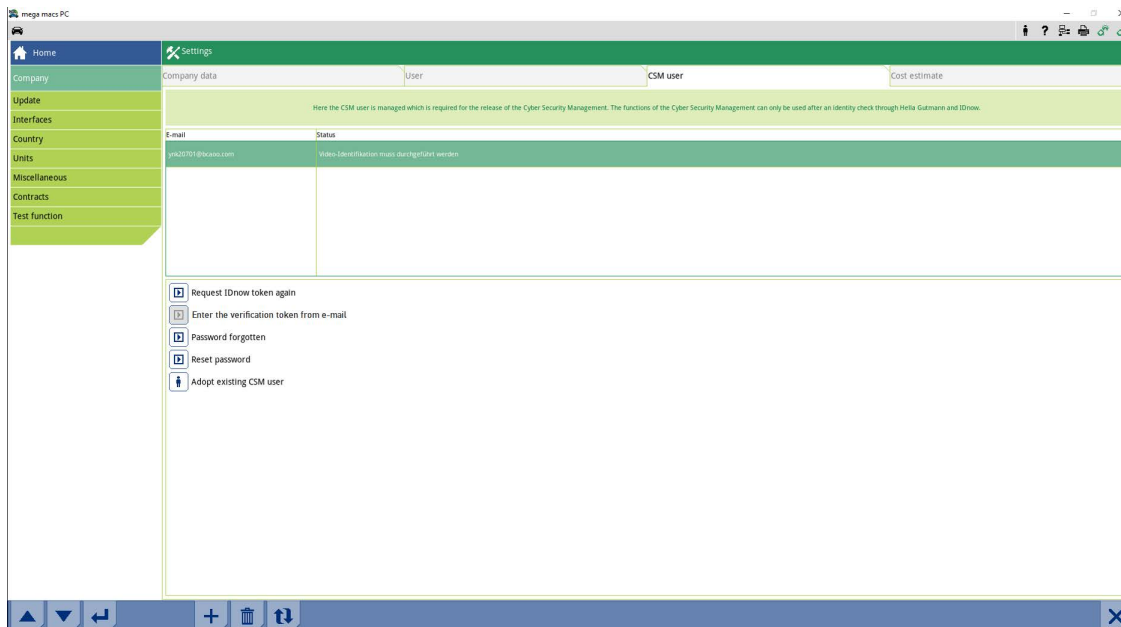 mega macs PC
Home
Settings
Company
Company data
User
CSM user
Cost estimate
Update
Here the CSM user is managed which is required for the release of the Cyber Security Management. The functions of the Cyber Security Management can only be used after an identity check through Hella Gutmann and IDnow.
Interfaces
Country
E-mail
Status
Units
ynk20701@bcaoo.com
Video-Identifikation muss durchgeführt werden
Miscellaneous
Contracts
Test function
Request IDnow token again
Enter the verification token from e-mail
Password forgotten
Reset password
Adopt existing CSM user